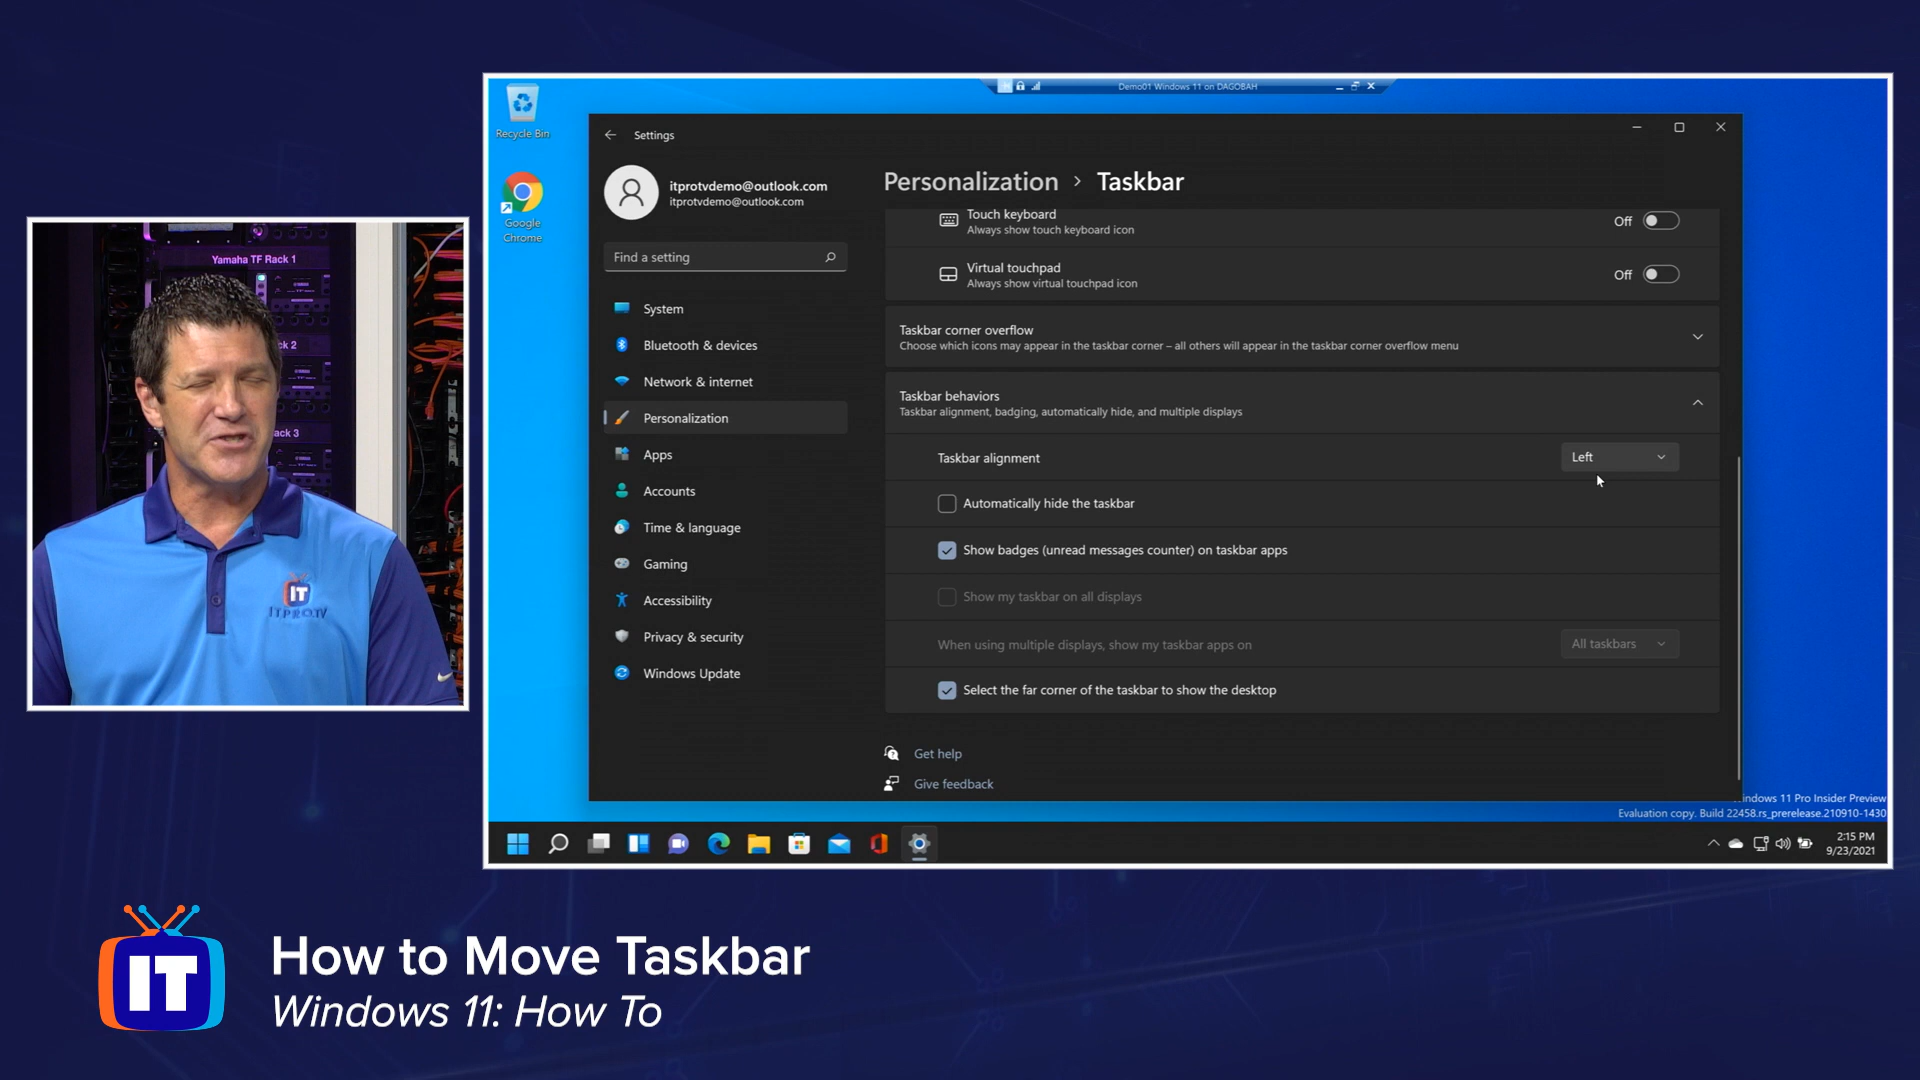 Demo01 Windows 11 on DAGOBAH
Recycle Bin
Google
Chrome
Settings
itprotvdemo@outlook.com
itprotvdemo@outlook.com
Find a setting
System
Bluetooth & devices
Network & internet
Personalization
Apps
Accounts
Time & language
Gaming
Accessibility
Privacy & security
Windows Update
Personalization > Taskbar
Touch keyboard
Always show touch keyboard icon
Off
Virtual touchpad
Always show virtual touchpad icon
Off
Taskbar corner overflow
Choose which icons may appear in the taskbar corner – all others will appear in the taskbar corner overflow menu
Taskbar behaviors
Taskbar alignment, badging, automatically hide, and multiple displays
Taskbar alignment
Left
Automatically hide the taskbar
Show badges (unread messages counter) on taskbar apps
Show my taskbar on all displays
When using multiple displays, show my taskbar apps on
All taskbars
Select the far corner of the taskbar to show the desktop
Get help
Give feedback
indows 11 Pro Insider Preview
Evaluation copy. Build 22458.rs_prerelease.210910-1430
2:15 PM
9/23/2021
Yamaha TF Rack 1
ck 2
ack 3
IT
ITPROTV
IT
How to Move Taskbar
Windows 11: How To